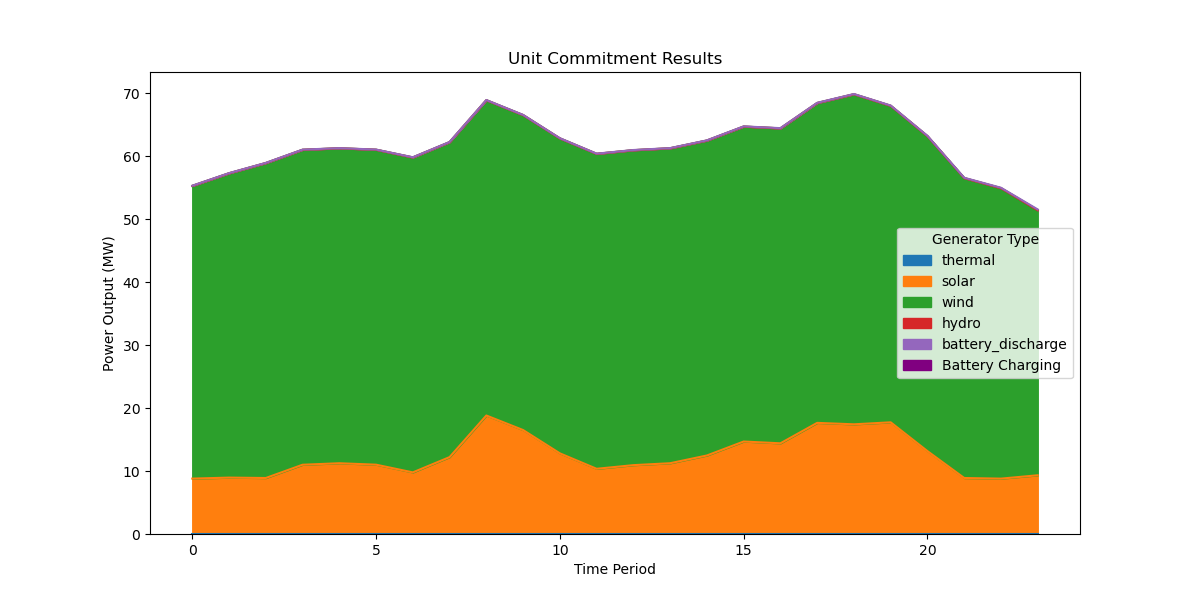 Unit Commitment Results
Power Output (MW)
70
60
50
40
30
20
10
0
0 5 10 15 20
Time Period
Generator Type
thermal
solar
wind
hydro
battery_discharge
Battery Charging